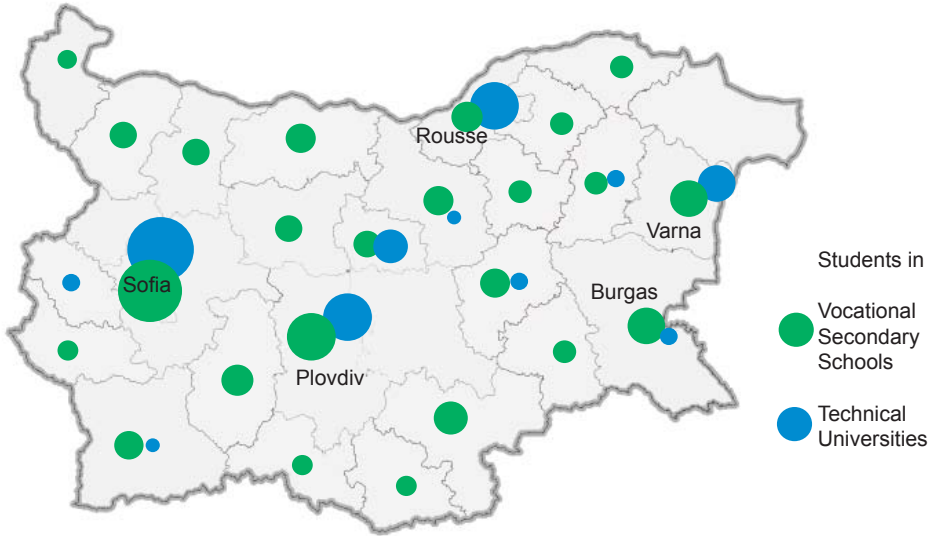 Rousse
Varna
Students in
Sofia
Burgas
Vocational
Secondary
Schools
Plovdiv
Technical
Universities